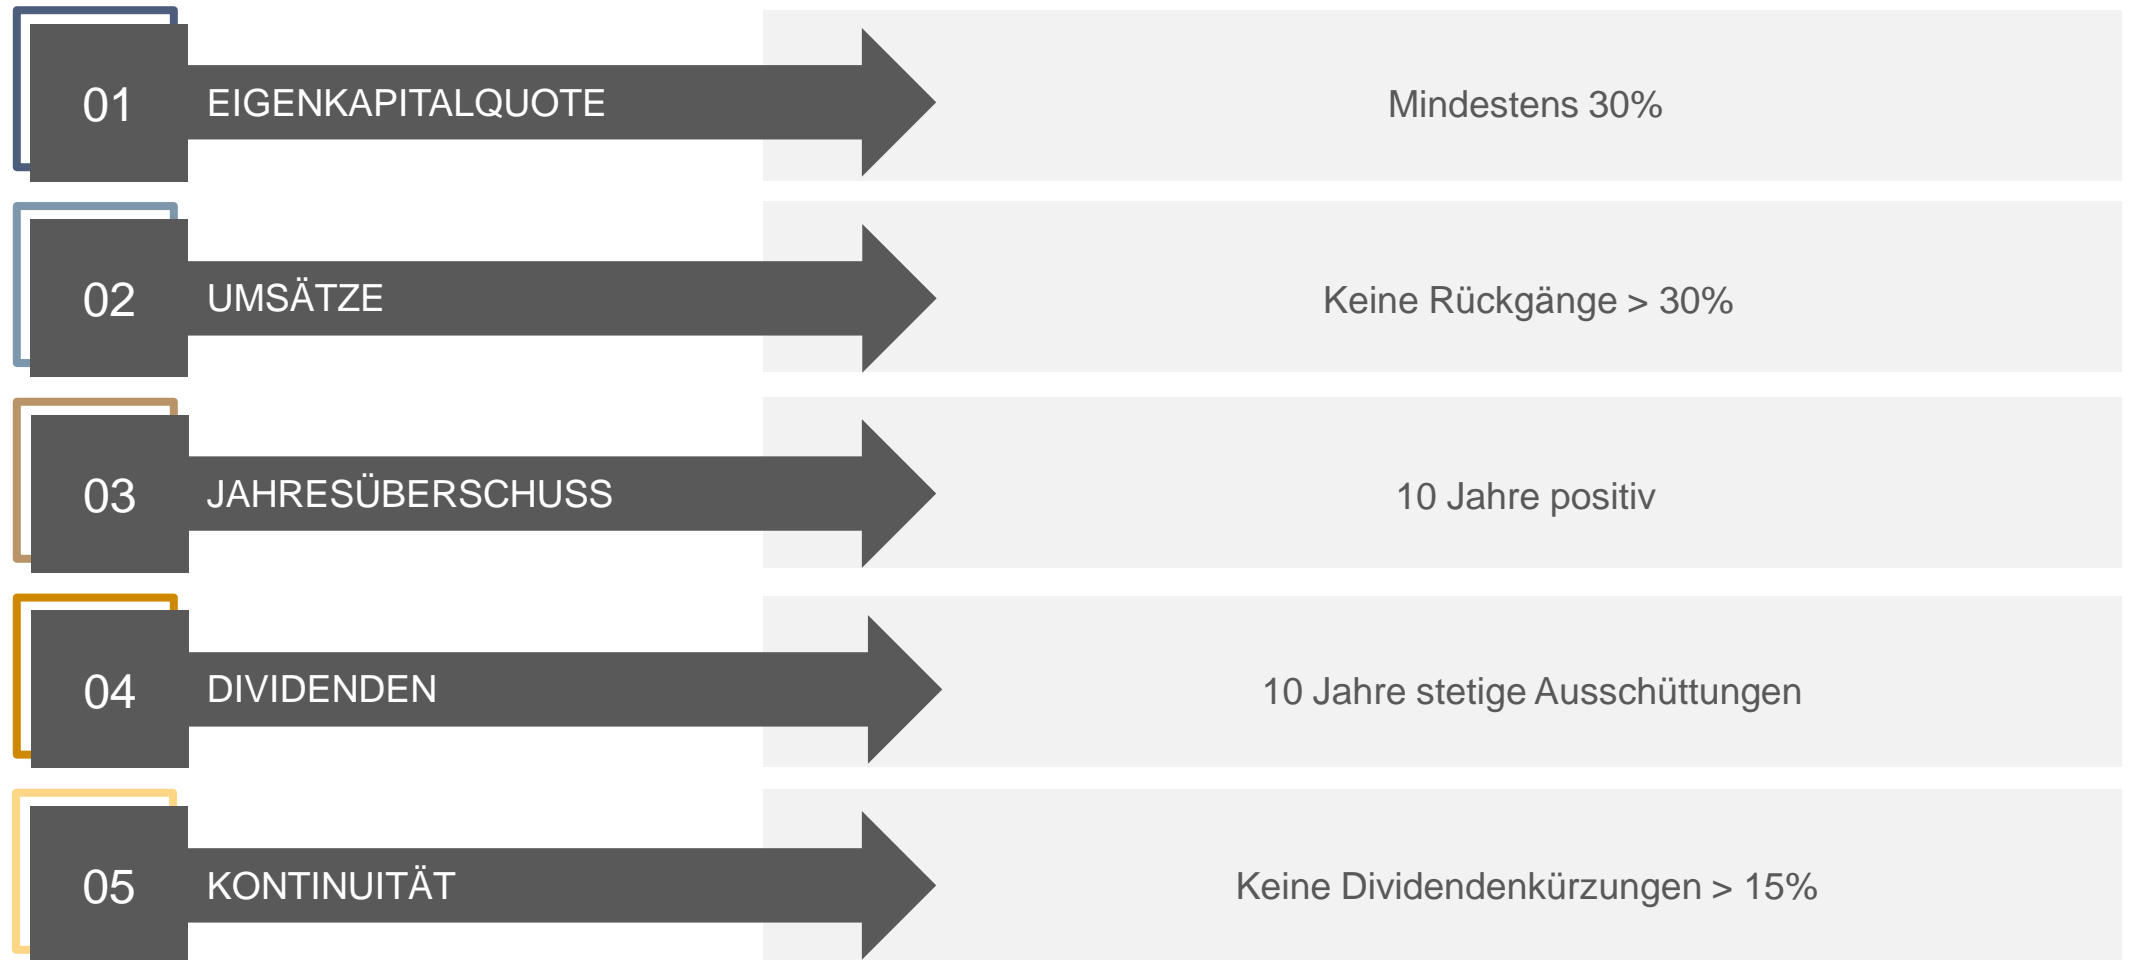 01
EIGENKAPITALQUOTE
Mindestens 30%
02
UMSÄTZE
Keine Rückgänge > 30%
03
JAHRESÜBERSCHUSS
10 Jahre positiv
04
DIVIDENDEN
10 Jahre stetige Ausschüttungen
05
KONTINUITÄT
Keine Dividendenkürzungen > 15%